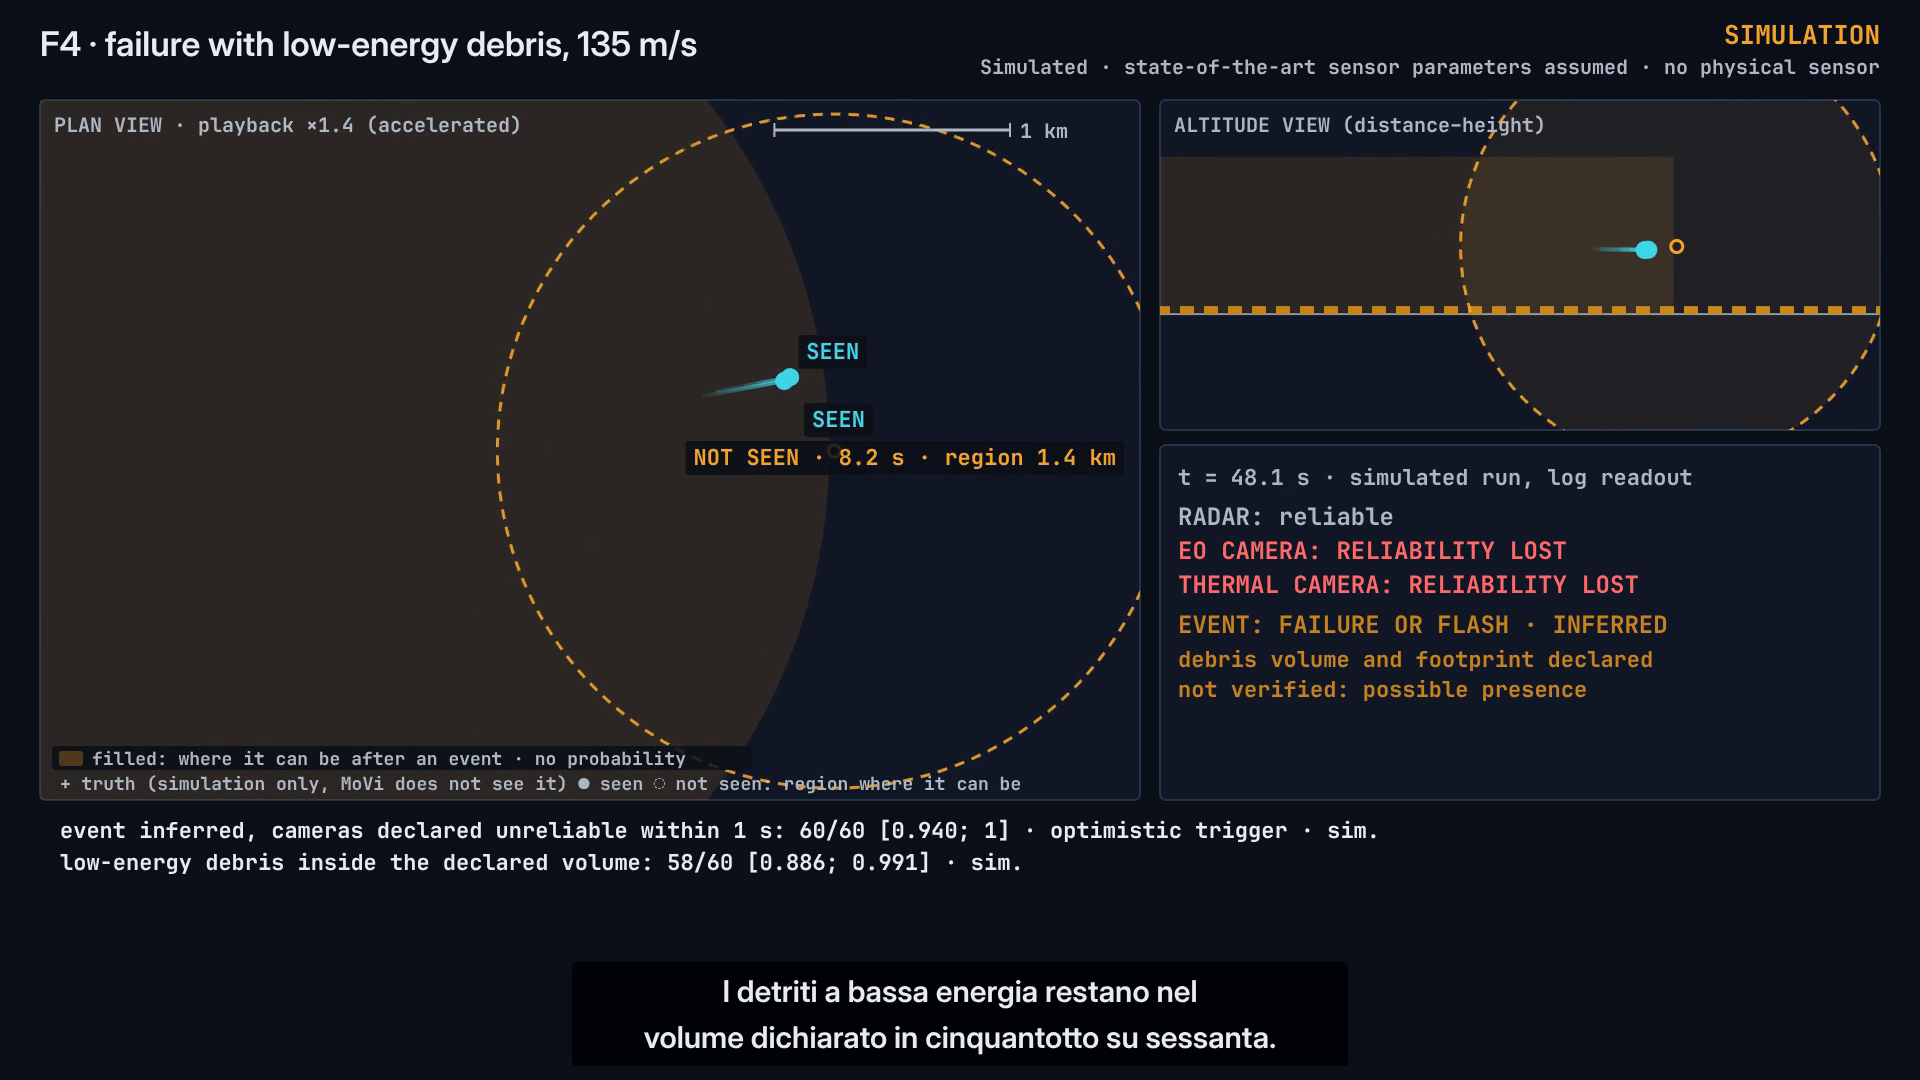 F4 · failure with low-energy debris, 135 m/s
SIMULATION
Simulated · state-of-the-art sensor parameters assumed · no physical sensor
PLAN VIEW · playback ×1.4 (accelerated)
1 km
SEEN
SEEN
NOT SEEN · 8.2 s · region 1.4 km
filled: where it can be after an event · no probability
+ truth (simulation only, MoVi does not see it) ● seen ◌ not seen: region where it can be
ALTITUDE VIEW (distance-height)
t = 48.1 s · simulated run, log readout
RADAR: reliable
EO CAMERA: RELIABILITY LOST
THERMAL CAMERA: RELIABILITY LOST
EVENT: FAILURE OR FLASH · INFERRED
debris volume and footprint declared
not verified: possible presence
event inferred, cameras declared unreliable within 1 s: 60/60 [0.940; 1] · optimistic trigger · sim.
low-energy debris inside the declared volume: 58/60 [0.886; 0.991] · sim.
I detriti a bassa energia restano nel
volume dichiarato in cinquantotto su sessanta.